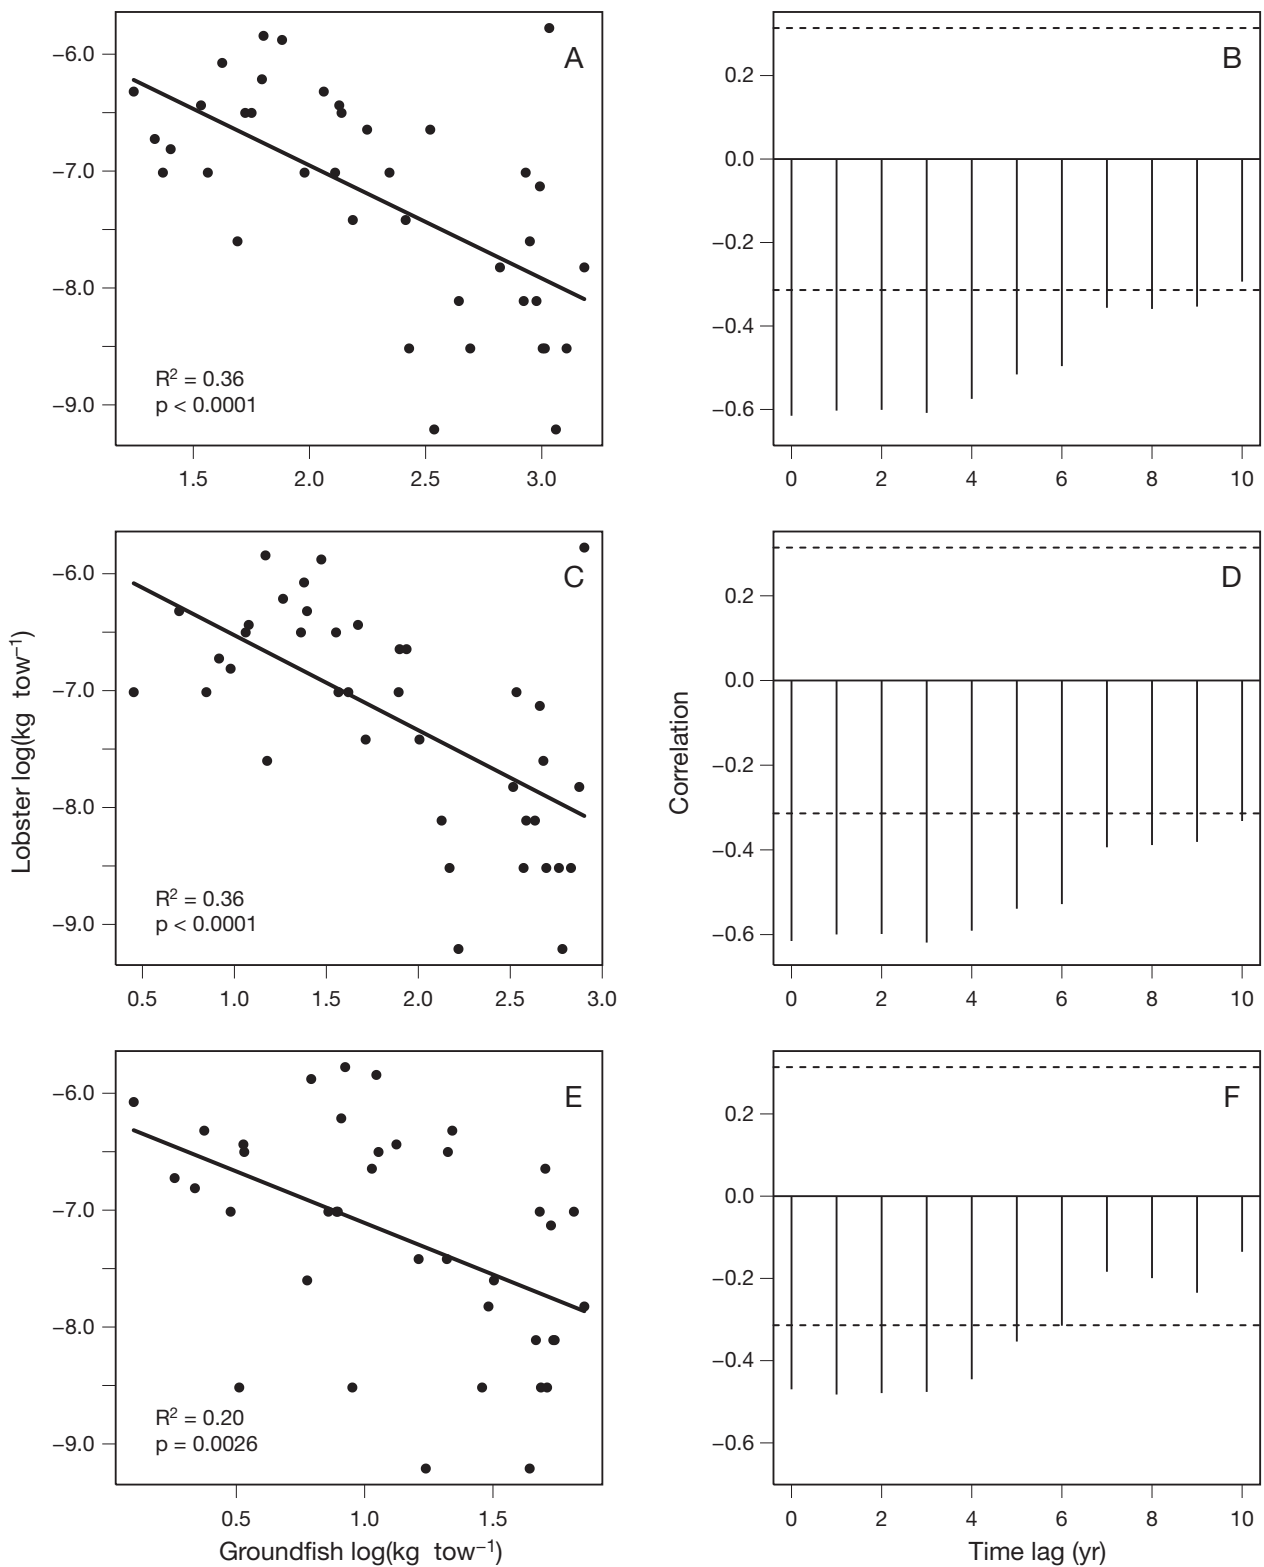 A
−6.0
−7.0
−8.0
−9.0
R² = 0.36
p < 0.0001
1.5 2.0 2.5 3.0
B
0.2
0.0
−0.2
−0.4
−0.6
0 2 4 6 8 10
C
−6.0
−7.0
−8.0
−9.0
R² = 0.36
p < 0.0001
0.5 1.0 1.5 2.0 2.5 3.0
Lobster log(kg tow⁻¹)
D
0.2
0.0
−0.2
−0.4
−0.6
0 2 4 6 8 10
Correlation
E
−6.0
−7.0
−8.0
−9.0
R² = 0.20
p = 0.0026
0.5 1.0 1.5
Groundfish log(kg tow⁻¹)
F
0.2
0.0
−0.2
−0.4
−0.6
0 2 4 6 8 10
Time lag (yr)